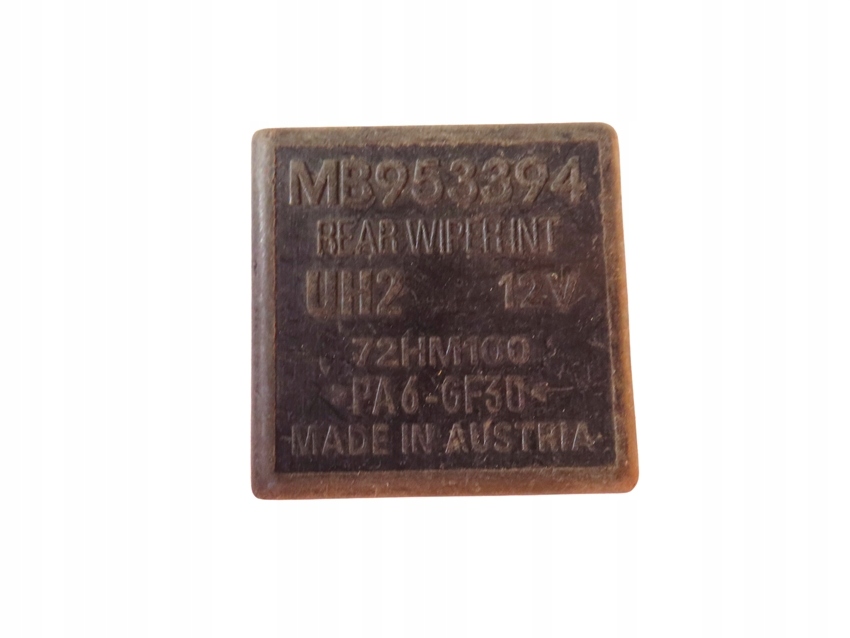 MB953394
REAR WIPER INT
UH2 12V
72HM100
>PA6-GF30<
MADE IN AUSTRIA